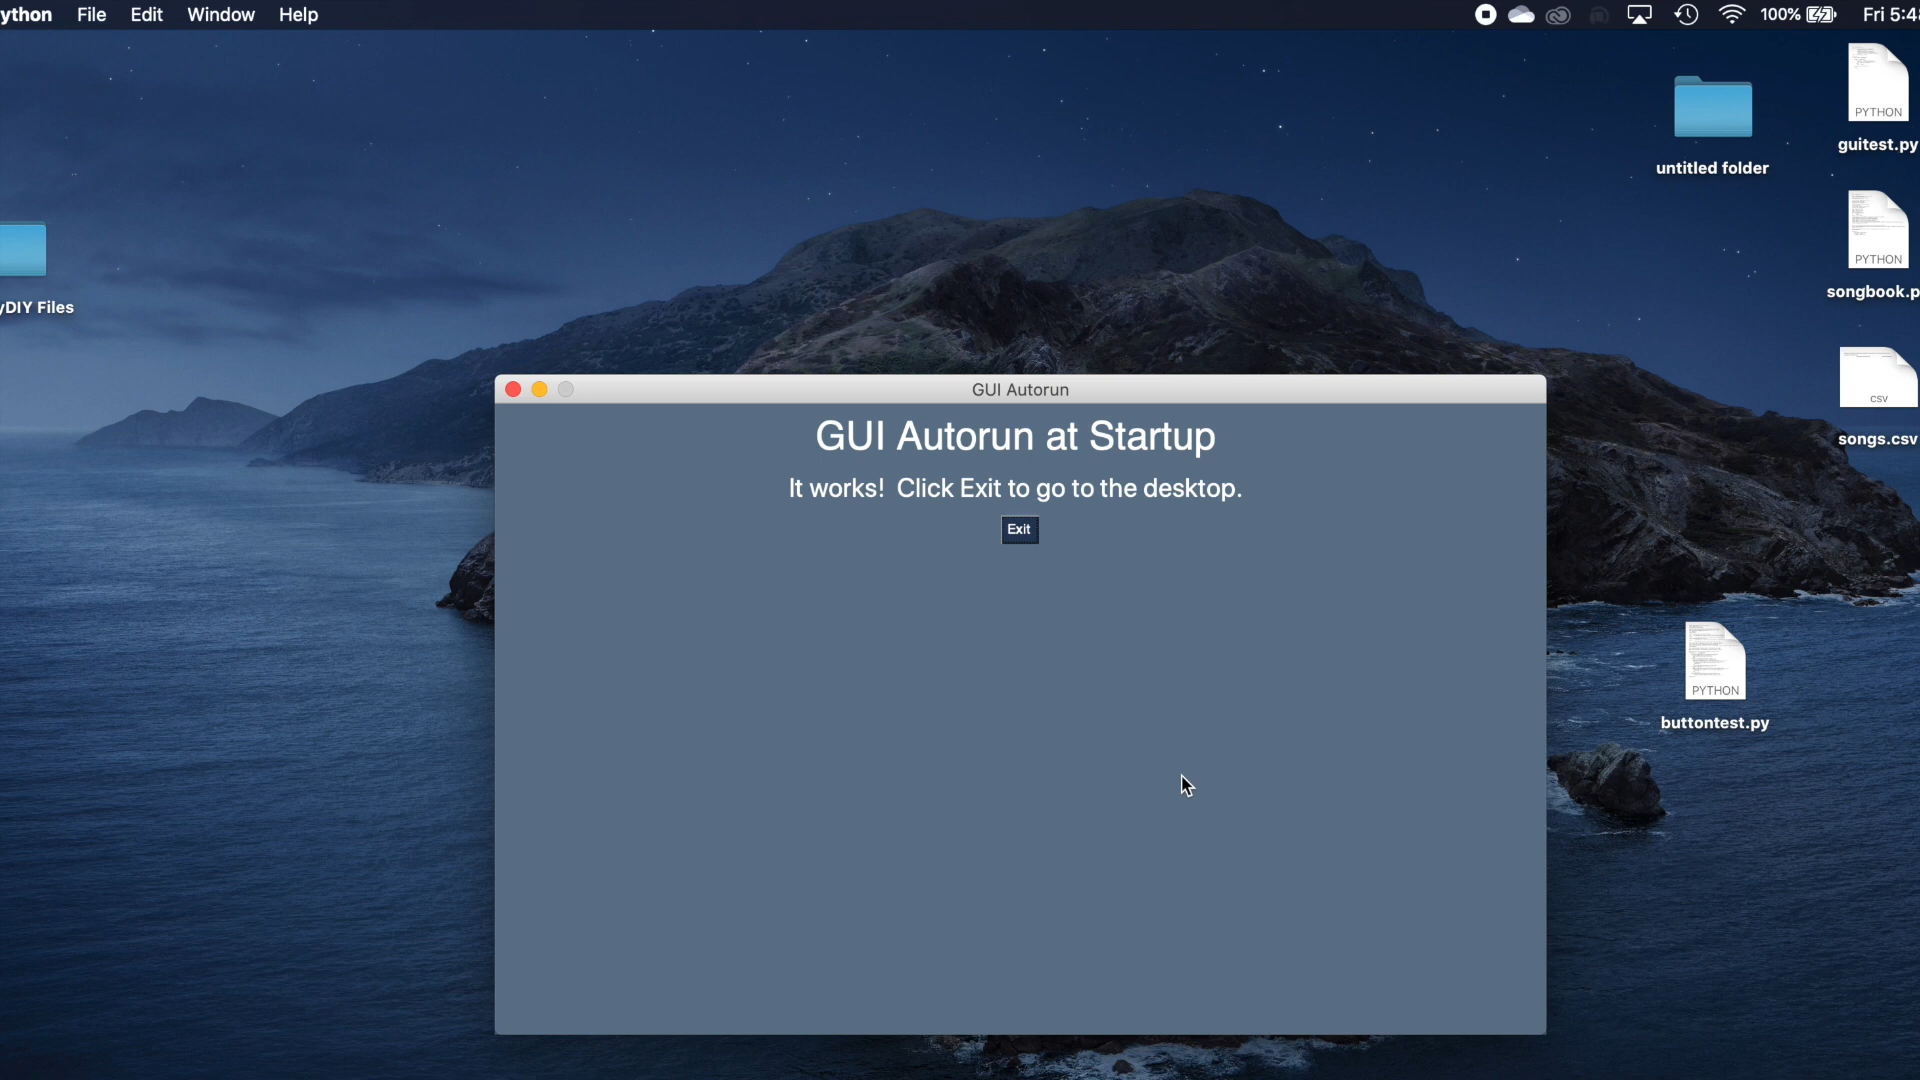 ython File Edit Window Help 100% Fri 5:4
PYTHON
guitest.py
untitled folder
PYTHON
songbook.p
yDIY Files
CSV
songs.csv
GUI Autorun
GUI Autorun at Startup
It works!  Click Exit to go to the desktop.
Exit
PYTHON
buttontest.py